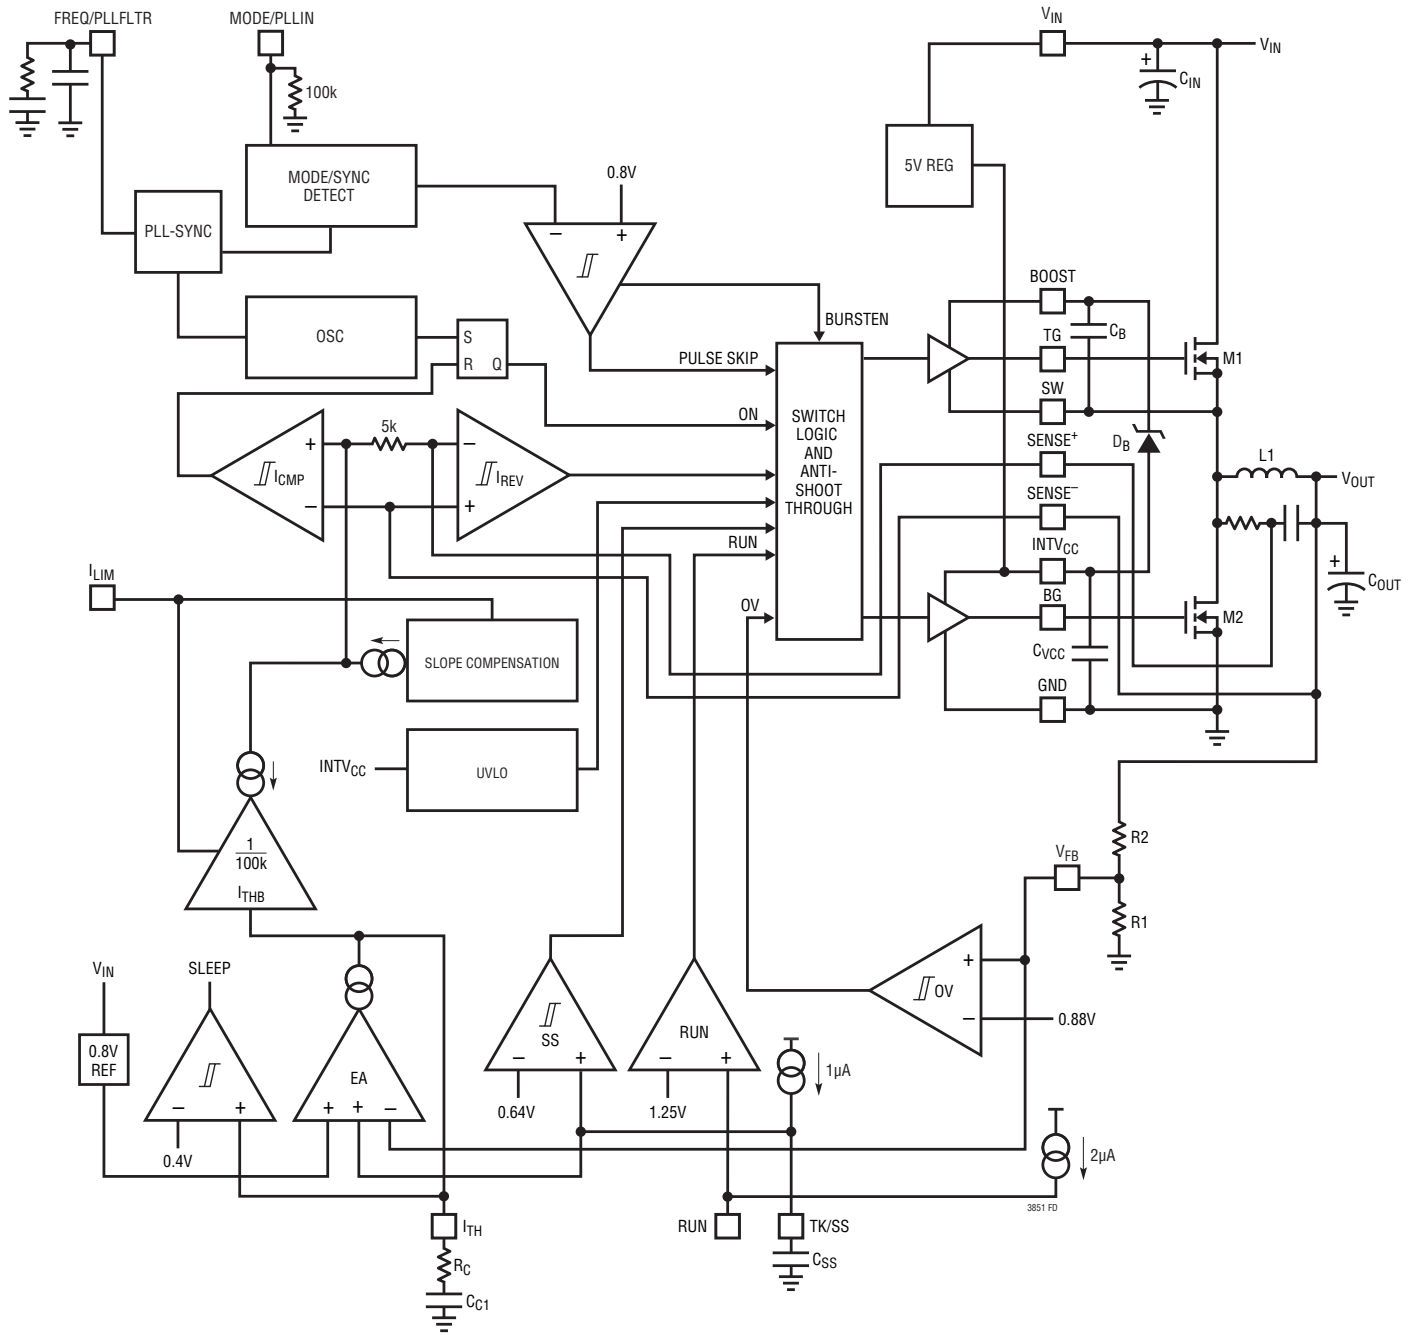 FREQ/PLLFLTR
MODE/PLLIN
VIN
VIN
+
CIN
100k
MODE/SYNC
DETECT
5V REG
0.8V
PLL-SYNC
− +
BOOST
BURSTEN
OSC
S
R Q
PULSE SKIP
TG
CB
M1
SW
ON
SWITCH
LOGIC
AND
ANTI-
SHOOT
THROUGH
5k
+
−
ICMP
−
+
IREV
SENSE+
DB
L1
VOUT
SENSE−
RUN
INTVCC
+
COUT
ILIM
OV
BG
M2
SLOPE COMPENSATION
CVCC
GND
INTVCC
UVLO
1
100k
ITHB
R2
VFB
R1
VIN
SLEEP
+
−
OV
0.88V
0.8V
REF
EA
SS
RUN
− +
− +
1µA
− +
+ + −
0.64V
1.25V
0.4V
2µA
3851 FD
ITH
RUN
TK/SS
RC
CSS
CC1